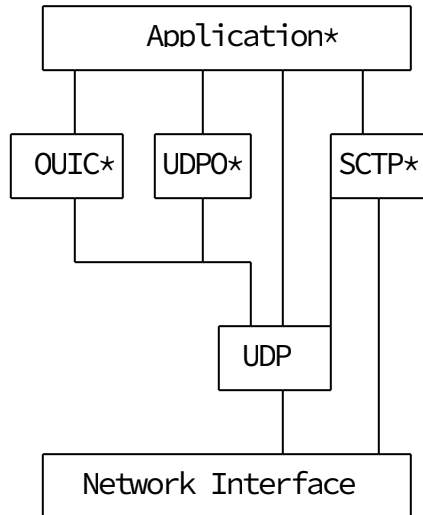 Application*
QUIC* UDPO* SCTP*
UDP
Network Interface